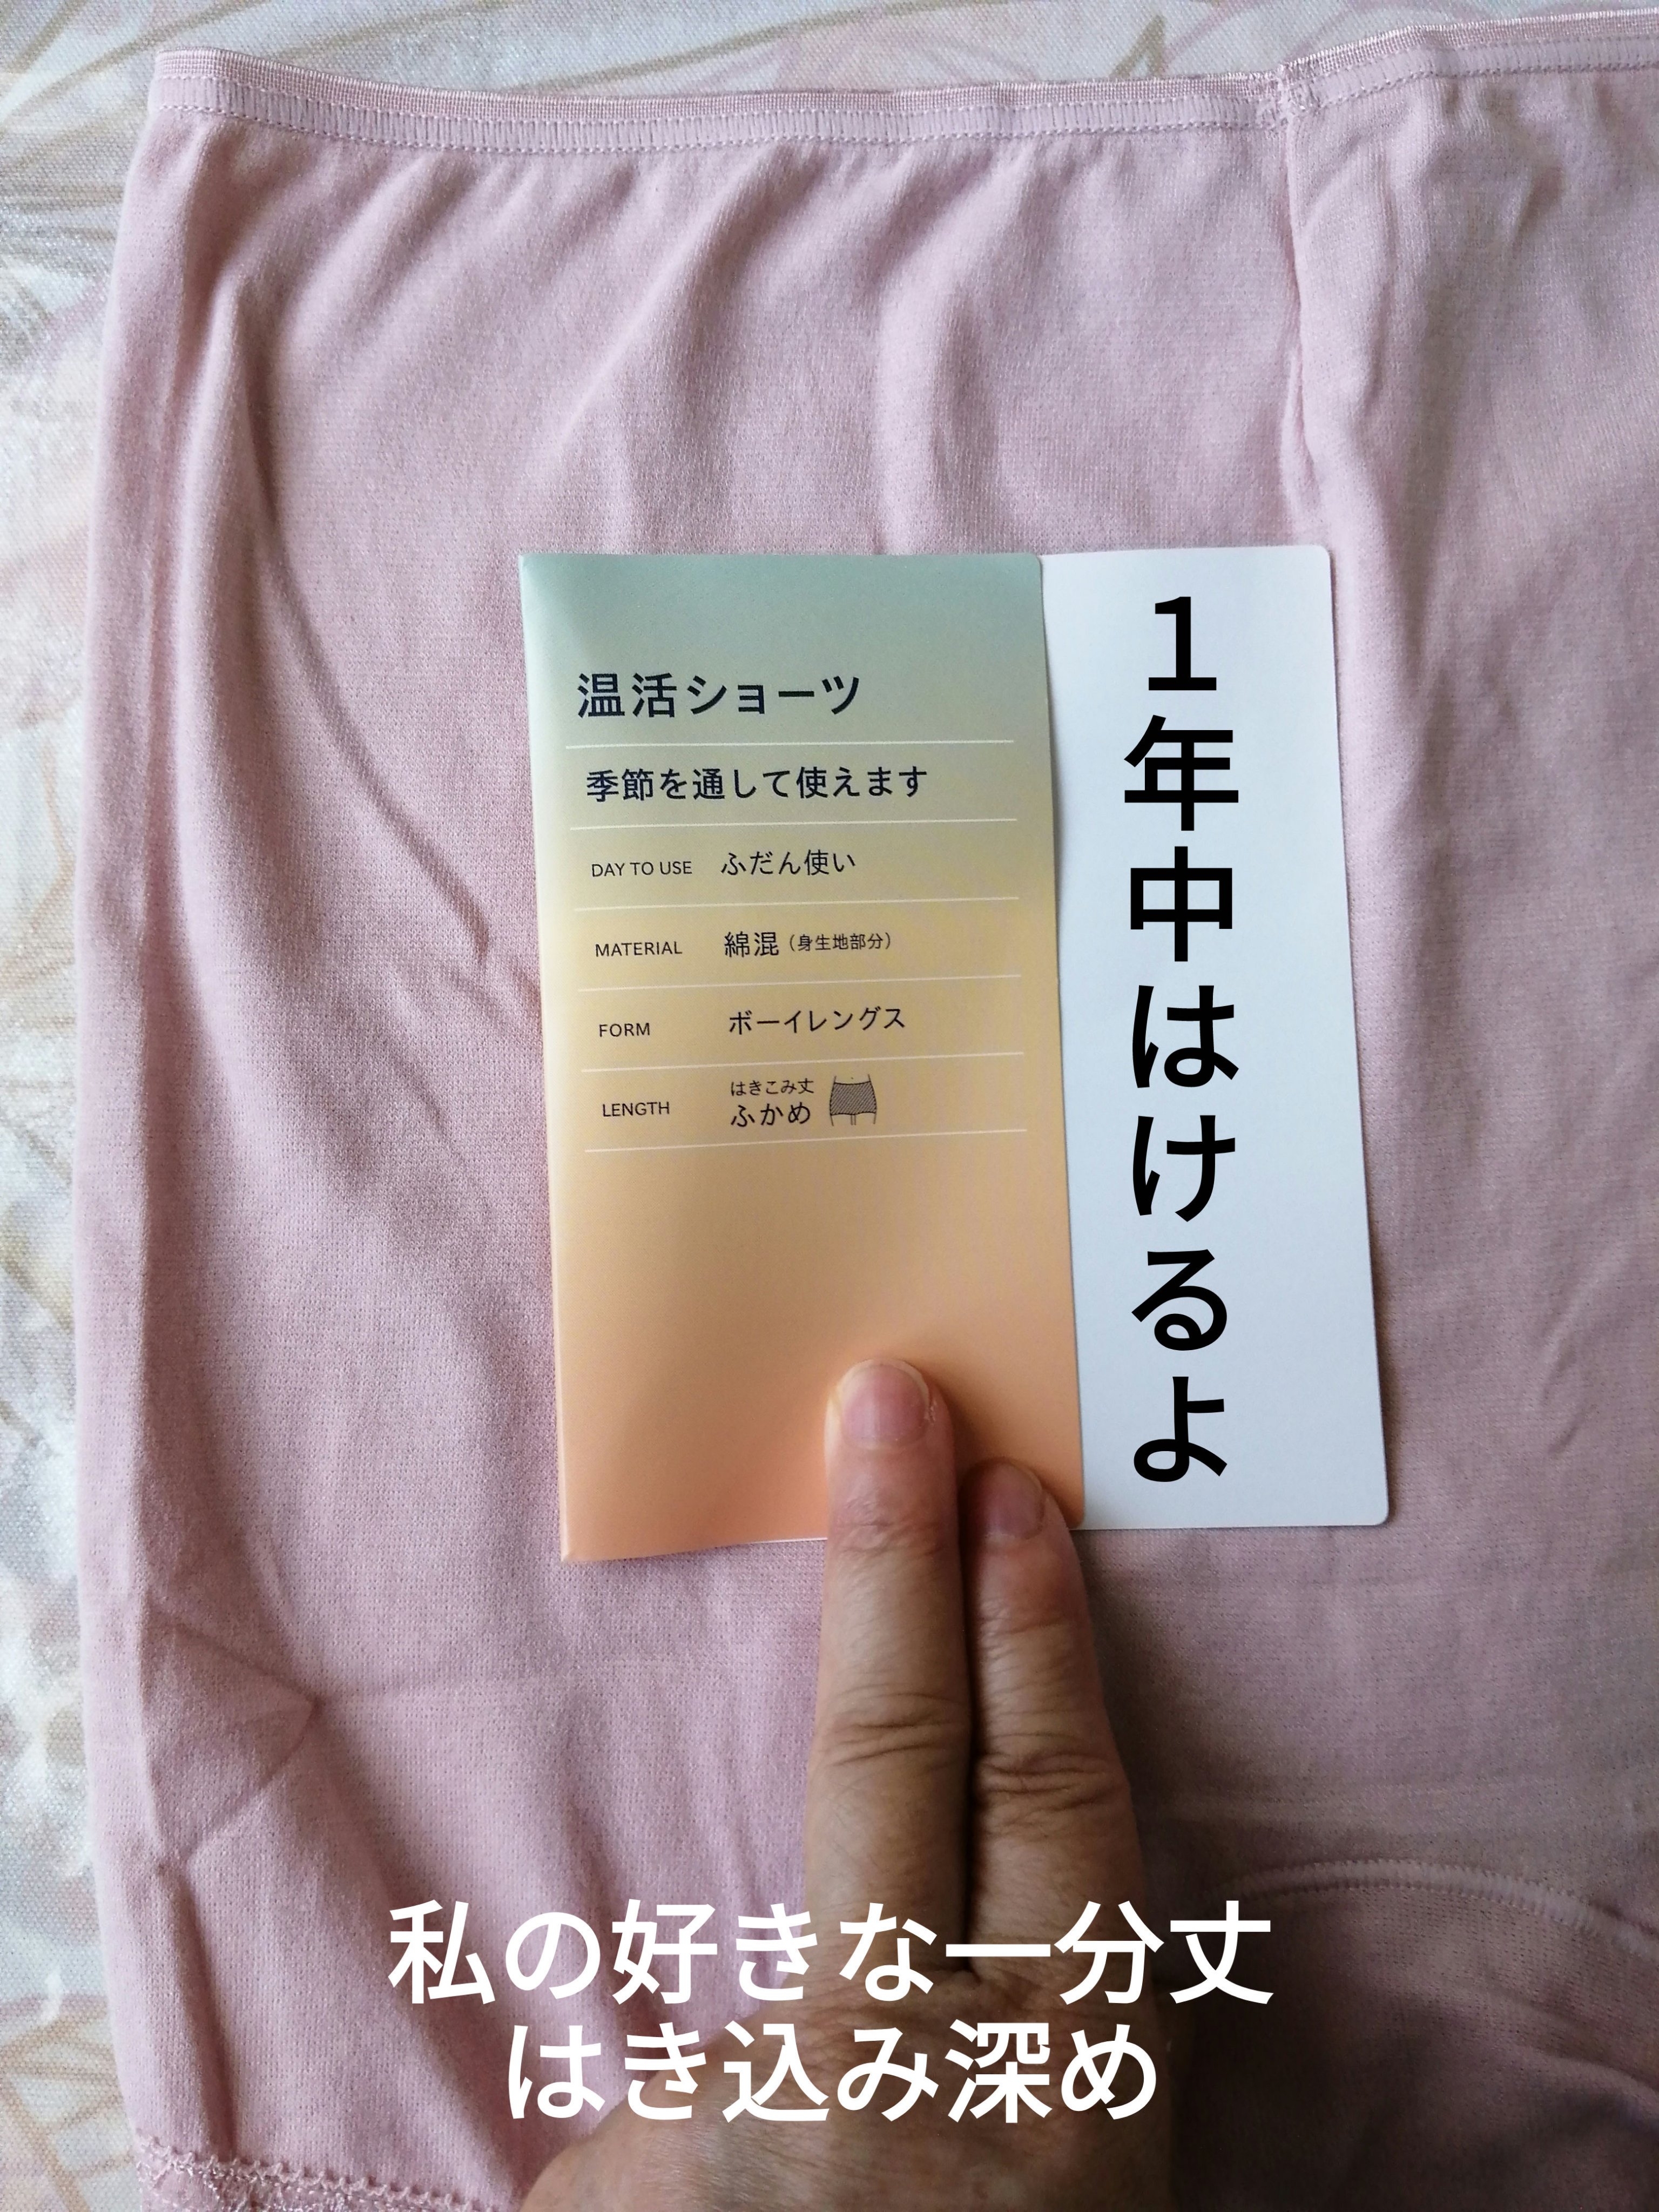 温活ショーツ
季節を通して使えます
DAY TO USE ふだん使い
MATERIAL 綿混（身生地部分）
FORM ボーイレングス
LENGTH はきこみ丈
ふかめ
1年中はけるよ
私の好きな一分丈
はき込み深め